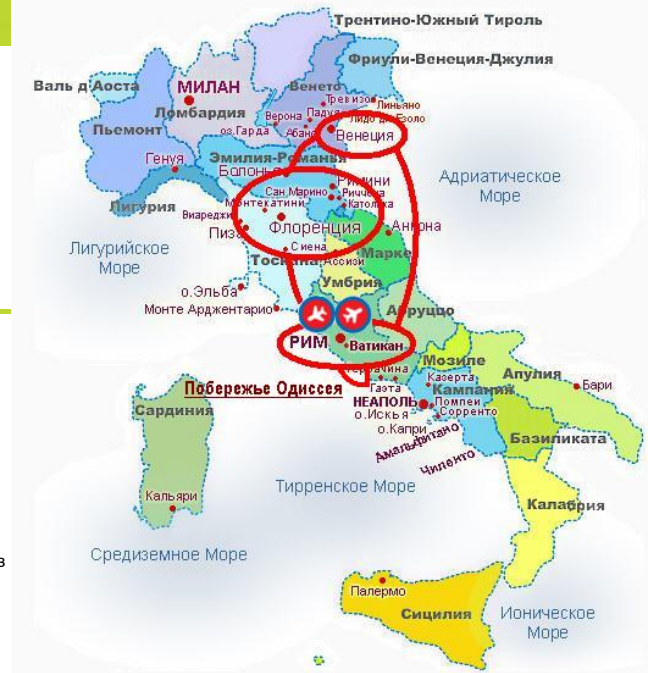 Трентино-Южный Тироль
Фриули-Венеция-Джулия
Валь д Аоста
МИЛАН
Венето
Тревизо
Линьяно
Ломбардия
Верона
Падуя
Лидо ди Езоло
Пьемонт
оз. Гарда
Абано
Венеция
Генуя
Эмилия-Романья
Болонья
Адриатическое
Море
Римини
Сан Марино
Риччоне
Лигурия
Монтекатини
Католика
Виареджи
Флоренция
Анкона
Пиза
Лигурийское
Море
Сиена
Марке
Тоскана
Ассизи
Умбрия
о.Эльба
Монте Арджентарио
Абруццо
РИМ
Ватикан
Мозиле
Террачина
Казерта
Апулия
Побережье Одиссея
Гаэта
Кампания
Бари
Сардиния
НЕАПОЛЬ
Помпеи
о.Искья
Сорренто
о.Капри
Амальфитано
Базиликата
Чиленто
Тирренское Море
Кальяри
Калабрия
в
Средиземное Море
Палермо
Сицилия
Ионическое
Море